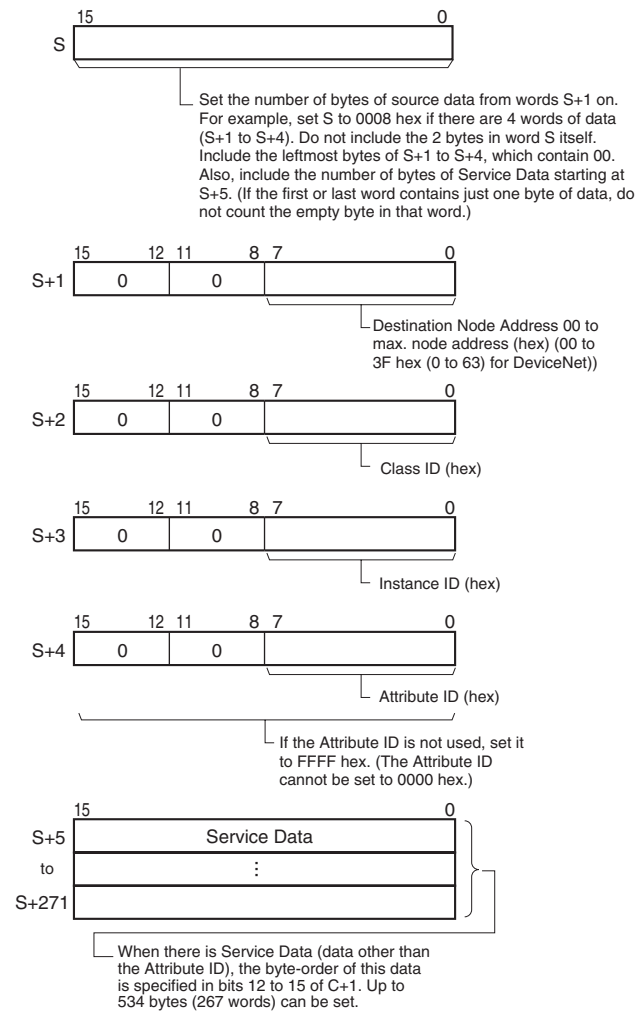 15 0
S
Set the number of bytes of source data from words S+1 on.
For example, set S to 0008 hex if there are 4 words of data
(S+1 to S+4). Do not include the 2 bytes in word S itself.
Include the leftmost bytes of S+1 to S+4, which contain 00.
Also, include the number of bytes of Service Data starting at
S+5. (If the first or last word contains just one byte of data, do
not count the empty byte in that word.)
15 12 11 8 7 0
S+1 0 0
Destination Node Address 00 to
max. node address (hex) (00 to
3F hex (0 to 63) for DeviceNet))
15 12 11 8 7 0
S+2 0 0
Class ID (hex)
15 12 11 8 7 0
S+3 0 0
Instance ID (hex)
15 12 11 8 7 0
S+4 0 0
Attribute ID (hex)
If the Attribute ID is not used, set it
to FFFF hex. (The Attribute ID
cannot be set to 0000 hex.)
15 0
S+5 Service Data
to ⋮
S+271
When there is Service Data (data other than
the Attribute ID), the byte-order of this data
is specified in bits 12 to 15 of C+1. Up to
534 bytes (267 words) can be set.